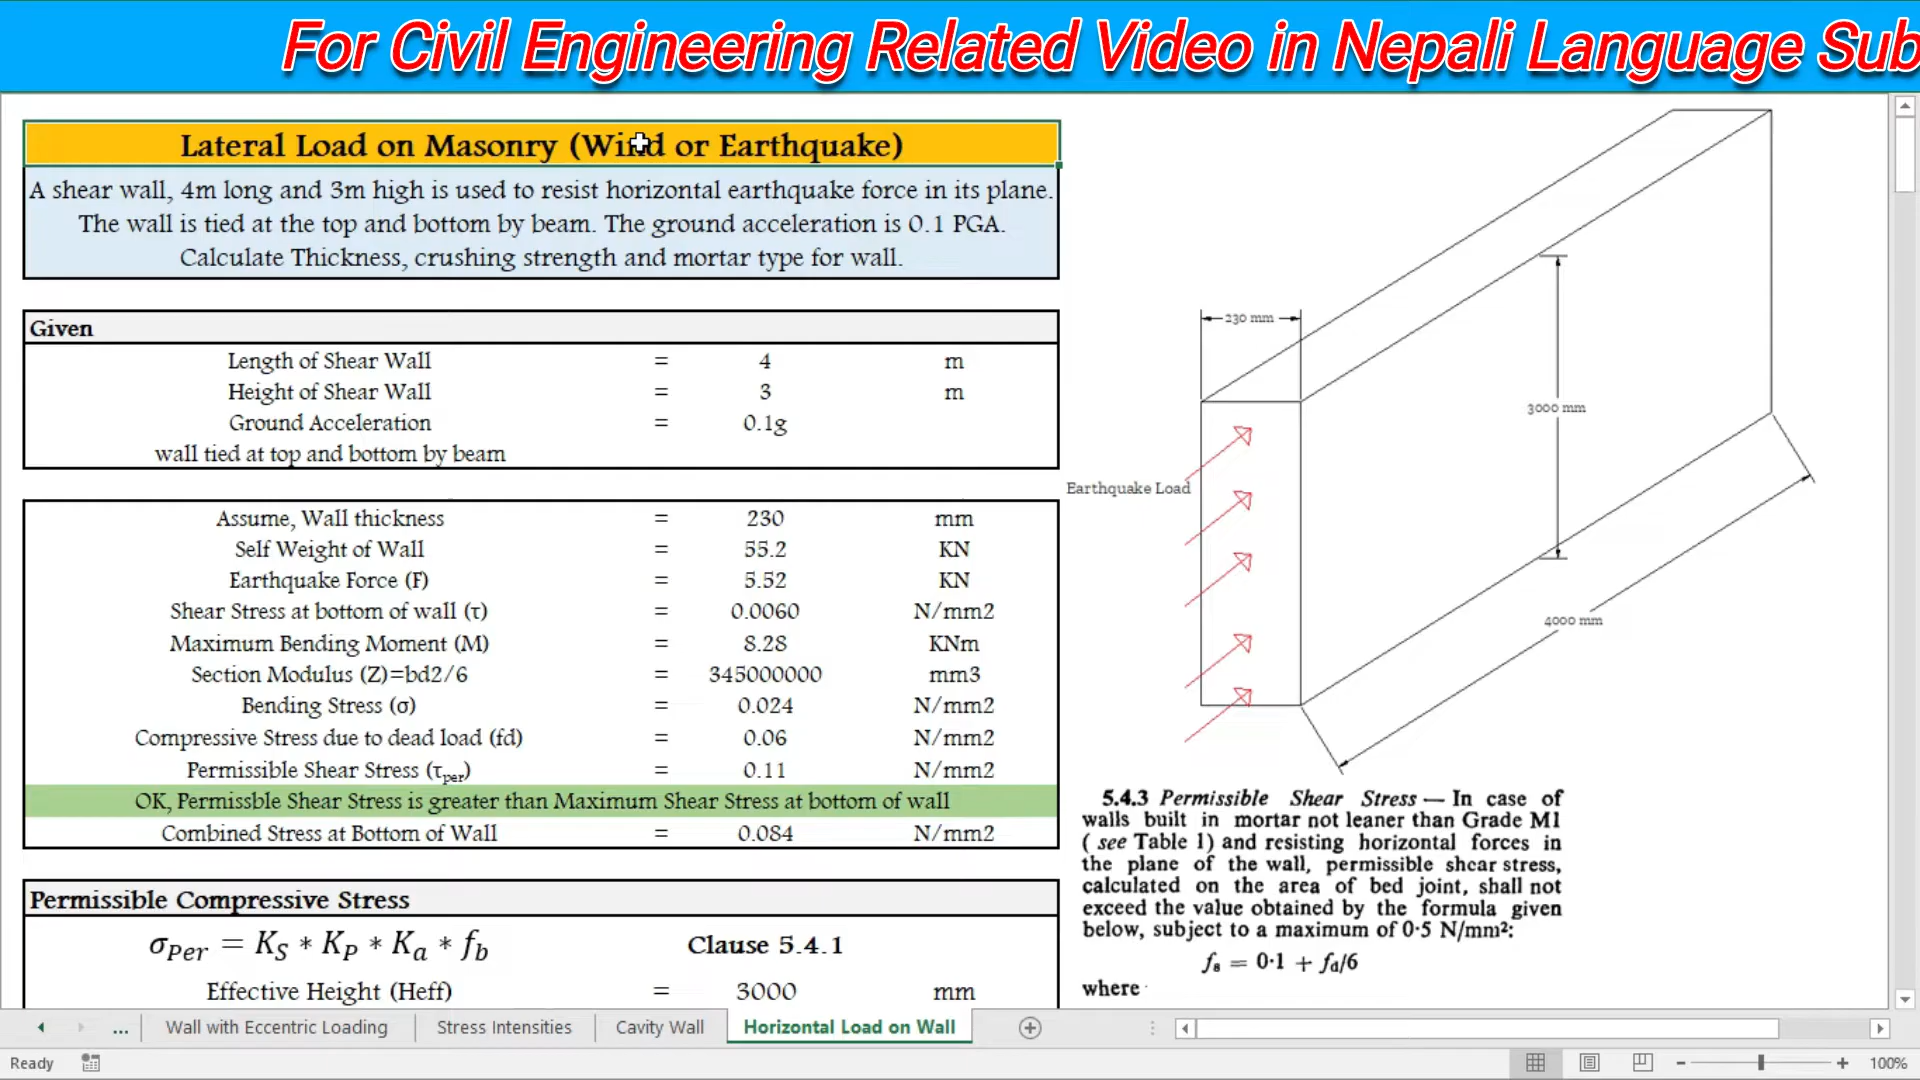 For Civil Engineering Related Video in Nepali Language Sub
Lateral Load on Masonry (Wind or Earthquake)
A shear wall, 4m long and 3m high is used to resist horizontal earthquake force in its plane.
The wall is tied at the top and bottom by beam. The ground acceleration is 0.1 PGA.
Calculate Thickness, crushing strength and mortar type for wall.
Given
Length of Shear Wall = 4 m
Height of Shear Wall = 3 m
Ground Acceleration = 0.1g
wall tied at top and bottom by beam
Assume, Wall thickness = 230 mm
Self Weight of Wall = 55.2 KN
Earthquake Force (F) = 5.52 KN
Shear Stress at bottom of wall (τ) = 0.0060 N/mm2
Maximum Bending Moment (M) = 8.28 KNm
Section Modulus (Z)=bd2/6 = 345000000 mm3
Bending Stress (σ) = 0.024 N/mm2
Compressive Stress due to dead load (fd) = 0.06 N/mm2
Permissible Shear Stress (τper) = 0.11 N/mm2
OK, Permissble Shear Stress is greater than Maximum Shear Stress at bottom of wall
Combined Stress at Bottom of Wall = 0.084 N/mm2
Permissible Compressive Stress
σPer = KS * KP * Ka * fb Clause 5.4.1
Effective Height (Heff) = 3000 mm
230 mm
3000 mm
Earthquake Load
4000 mm
5.4.3 Permissible Shear Stress — In case of
walls built in mortar not leaner than Grade M1
( see Table 1) and resisting horizontal forces in
the plane of the wall, permissible shear stress,
calculated on the area of bed joint, shall not
exceed the value obtained by the formula given
below, subject to a maximum of 0·5 N/mm²:
fs = 0·1 + fd/6
where
... Wall with Eccentric Loading Stress Intensities Cavity Wall Horizontal Load on Wall
Ready 100%